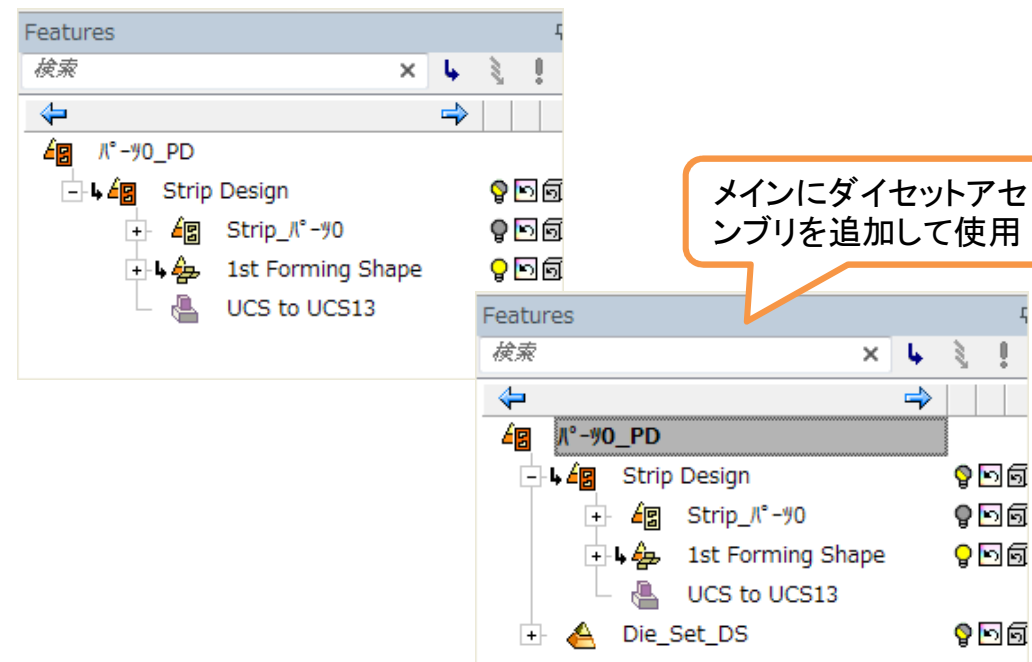 Features
検索
ﾊﾟｰﾂ0_PD
Strip Design
Strip_ﾊﾟｰﾂ0
1st Forming Shape
UCS to UCS13
メインにダイセットアセ
ンブリを追加して使用
Features
検索
ﾊﾟｰﾂ0_PD
Strip Design
Strip_ﾊﾟｰﾂ0
1st Forming Shape
UCS to UCS13
Die_Set_DS